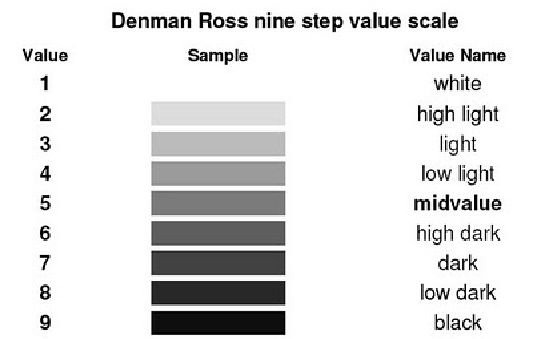 Denman Ross nine step value scale
Value Sample Value Name
1 white
2 high light
3 light
4 low light
5 midvalue
6 high dark
7 dark
8 low dark
9 black